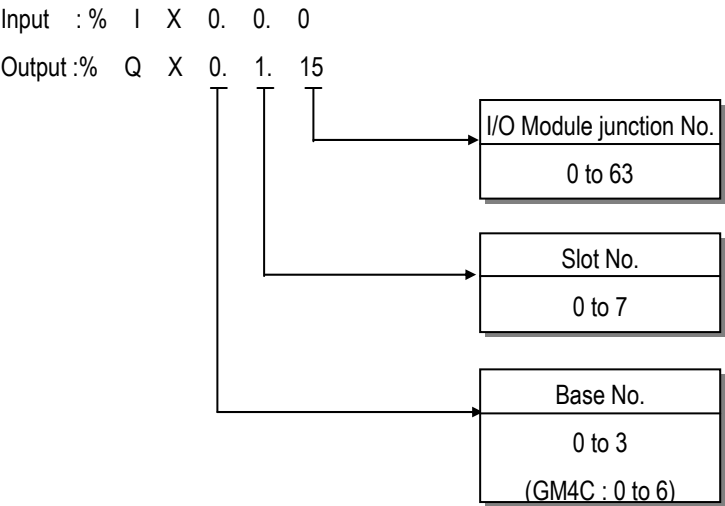 Input : % I X 0. 0. 0
Output :% Q X 0. 1. 15
I/O Module junction No.
0 to 63
Slot No.
0 to 7
Base No.
0 to 3
(GM4C : 0 to 6)